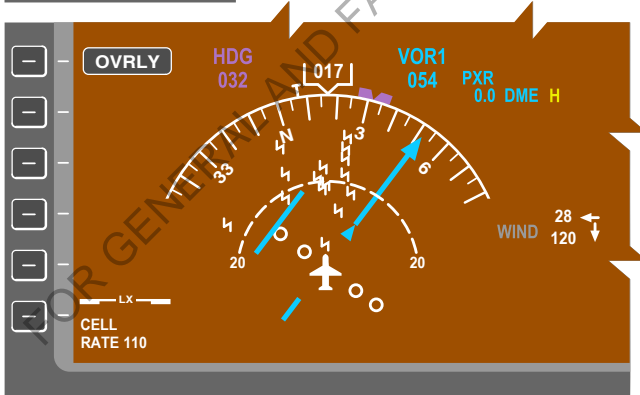 OVRLY
HDG
032
017
VOR1
054
PXR
0.0 DME H
T
33
N
3
6
20
20
WIND
28
120
LX
CELL
RATE 110
FOR GENERAL AND FA